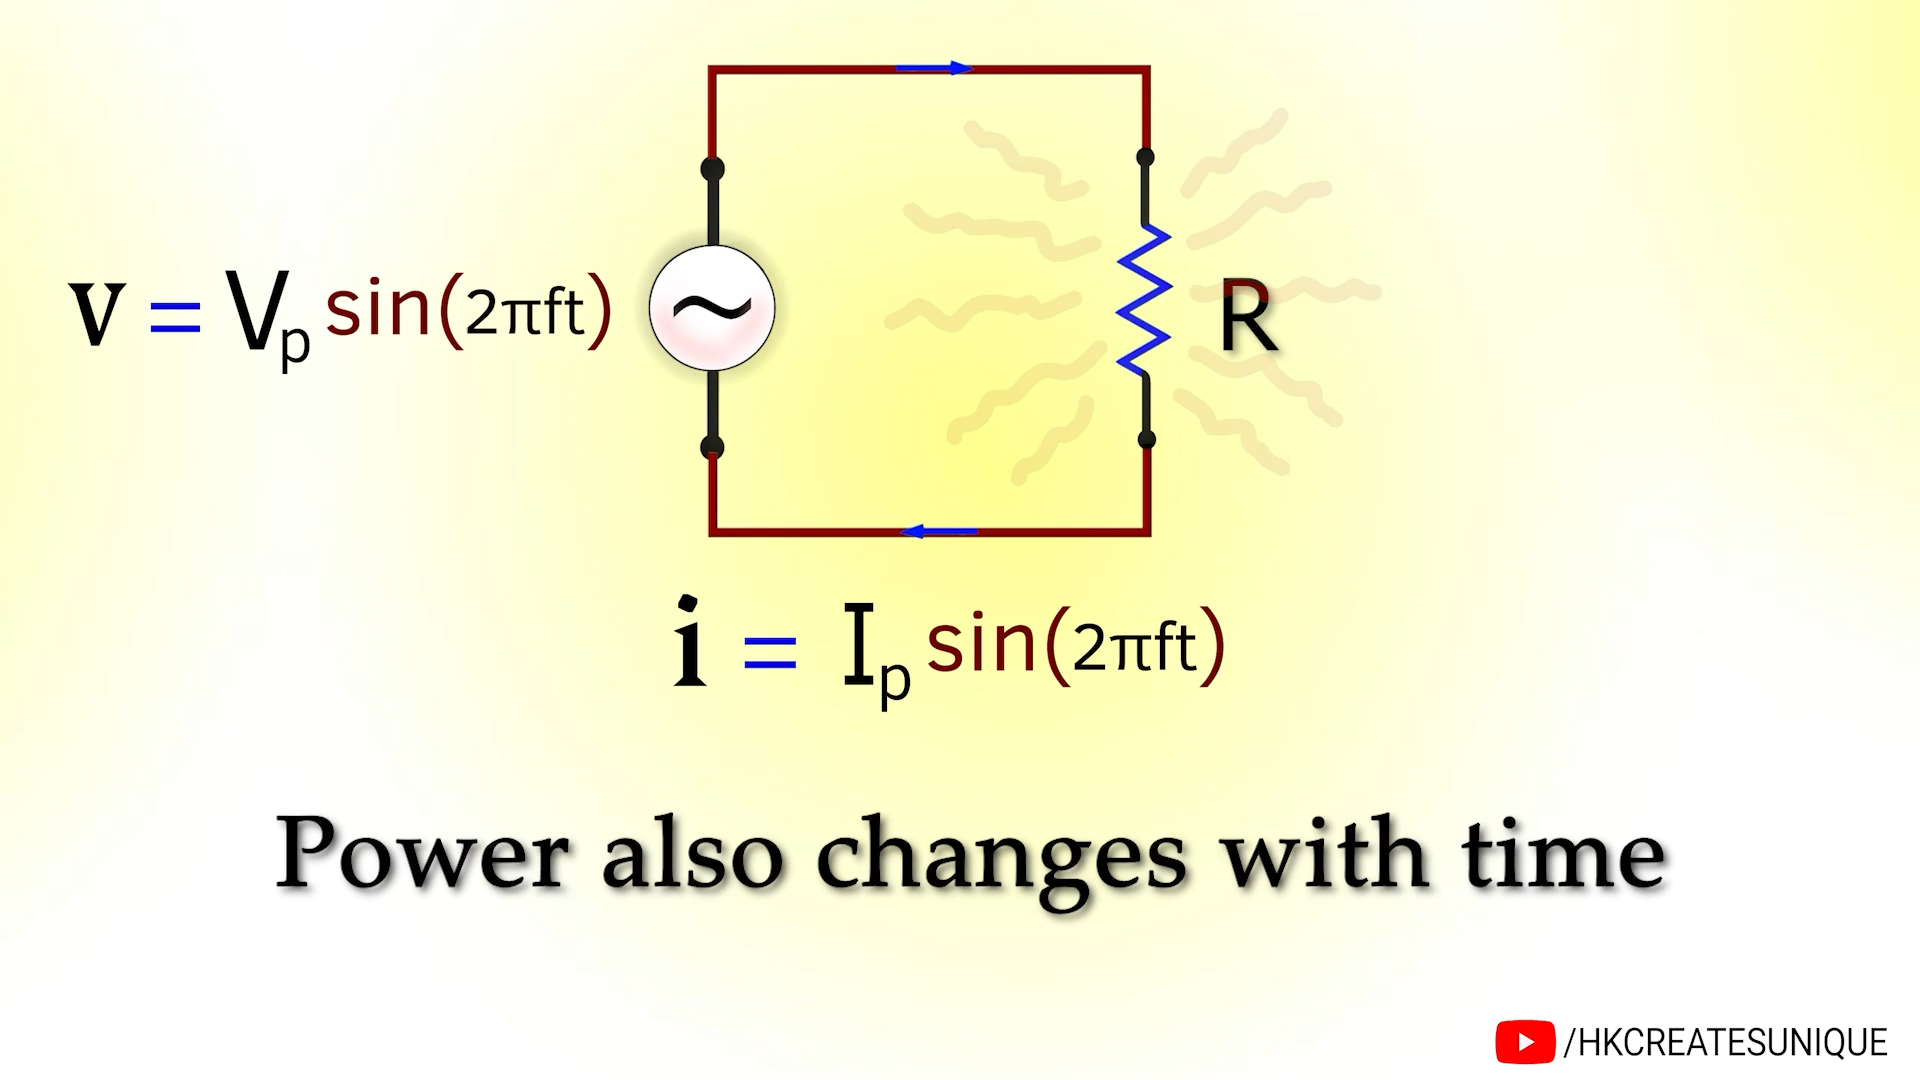 v = Vₚ sin(2πft)
R
i = Iₚ sin(2πft)
Power also changes with time
/HKCREATESUNIQUE